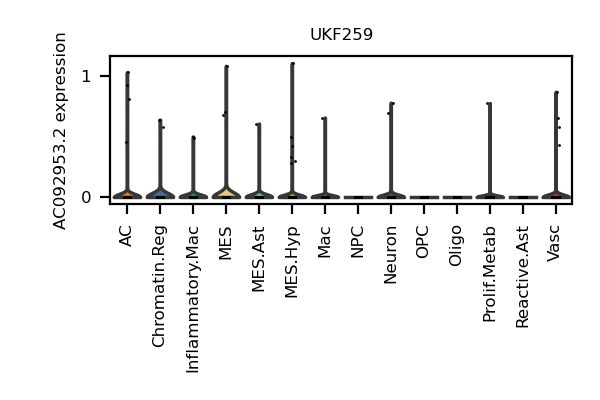 UKF259
AC092953.2 expression
1
0
AC
Chromatin.Reg
Inflammatory.Mac
MES
MES.Ast
MES.Hyp
Mac
NPC
Neuron
OPC
Oligo
Prolif.Metab
Reactive.Ast
Vasc